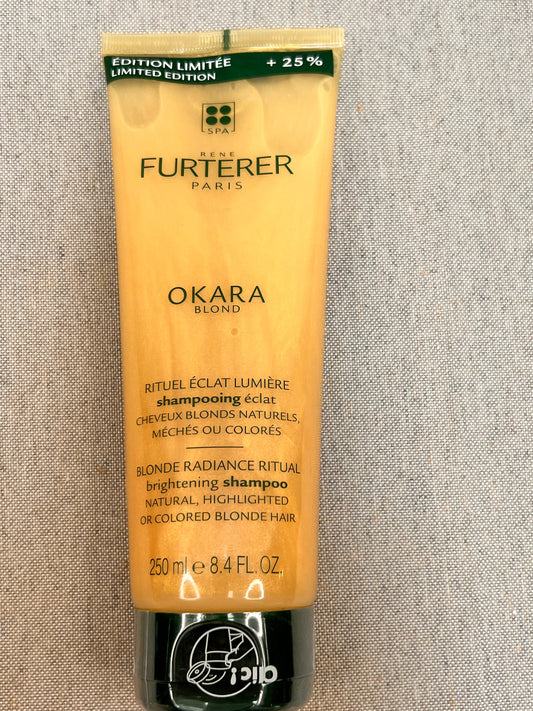 ÉDITION LIMITÉE + 25%
LIMITED EDITION
SPA
RENE
FURTERER
PARIS
OKARA
BLOND
RITUEL ÉCLAT LUMIÈRE
shampooing éclat
CHEVEUX BLONDS NATURELS,
MÉCHÉS OU COLORÉS
BLONDE RADIANCE RITUAL
brightening shampoo
NATURAL, HIGHLIGHTED
OR COLORED BLONDE HAIR
250 ml e 8.4 FL. OZ.
clic!